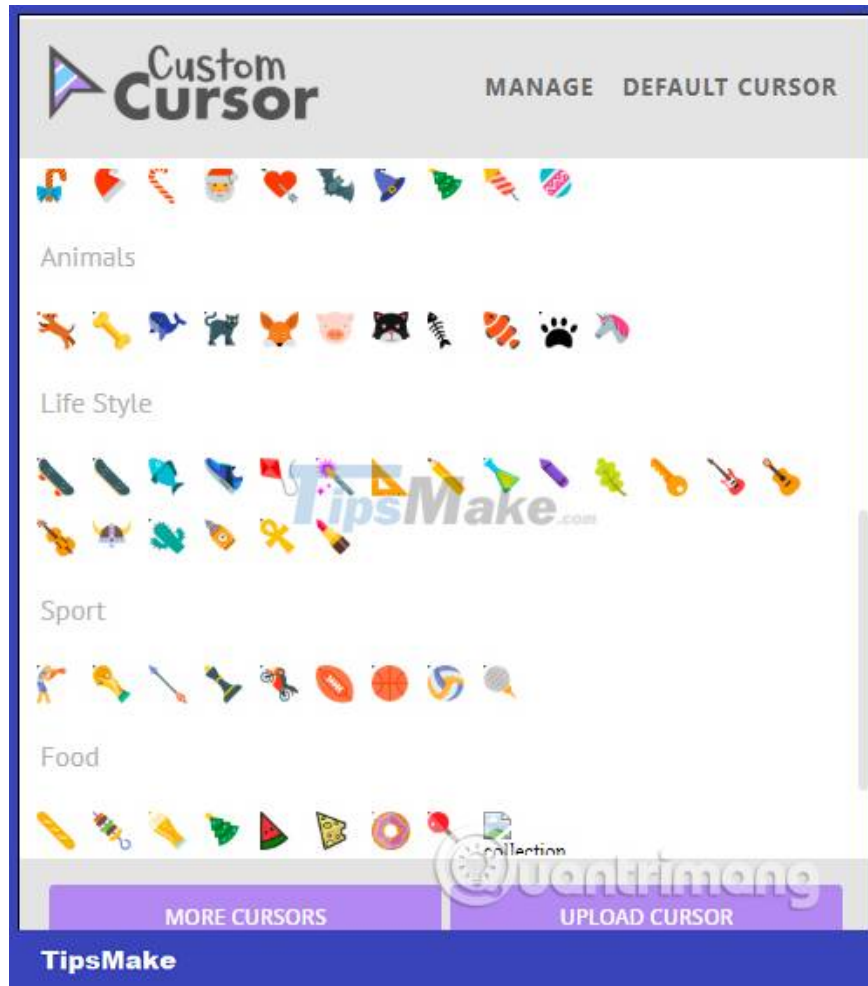 Custom
Cursor
MANAGE DEFAULT CURSOR
Animals
Life Style
TipsMake.com
Sport
Food
collection
Quantrimang
MORE CURSORS UPLOAD CURSOR
TipsMake